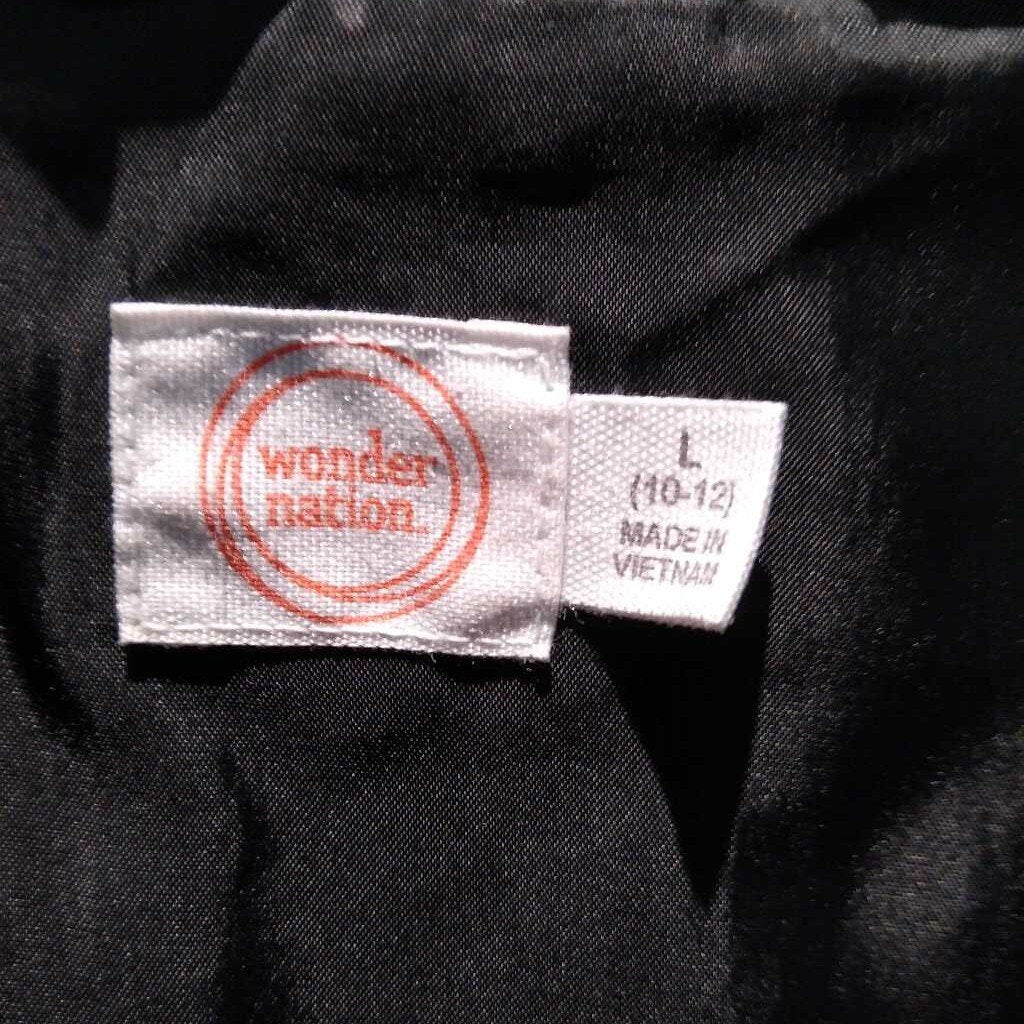 wonder
nation
L
(10-12)
MADE IN
VIETNAM